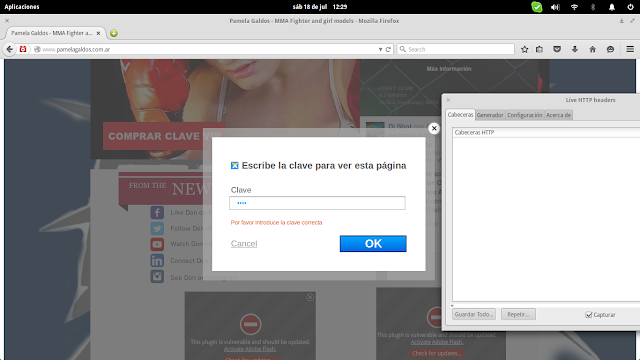 Aplicaciones
sáb 18 de jul 12:29
Pamela Galdos - MMA Fighter and girl models - Mozilla Firefox
Pamela Galdos - MMA Fighter a...
www.pamelagaldos.com.ar
Search
Más Información:
COMPRAR CLAVE
FROM THE NEW
Like Don
Follow Do
Watch Dem
Connect Do
See Don
Escribe la clave para ver esta página
Clave
Por favor introduce la clave correcta
Cancel
OK
This plugin is vulnerable and should be updated.
Activate Adobe Flash.
Check for updates...
This plugin is vulnerable and should be
updated.
Activate Adobe Flash.
Check for updates...
Live HTTP headers
Cabeceras
Generador
Configuración
Acerca de
Cabeceras HTTP
Guardar Todo...
Repetir...
Capturar